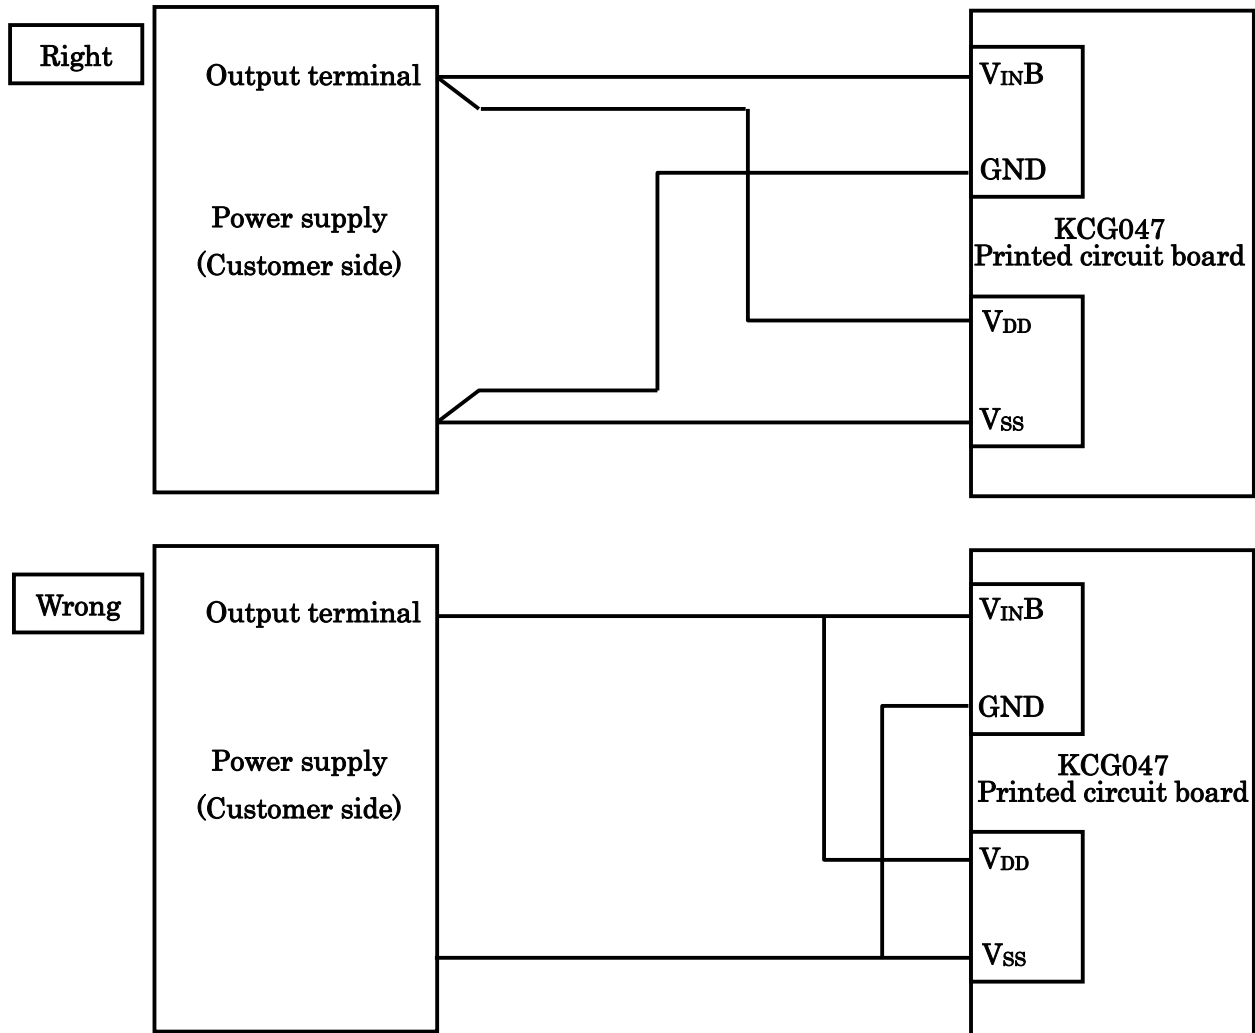 Right
Output terminal
Power supply
(Customer side)
VINB
GND
KCG047
Printed circuit board
VDD
VSS
Wrong
Output terminal
Power supply
(Customer side)
VINB
GND
KCG047
Printed circuit board
VDD
VSS